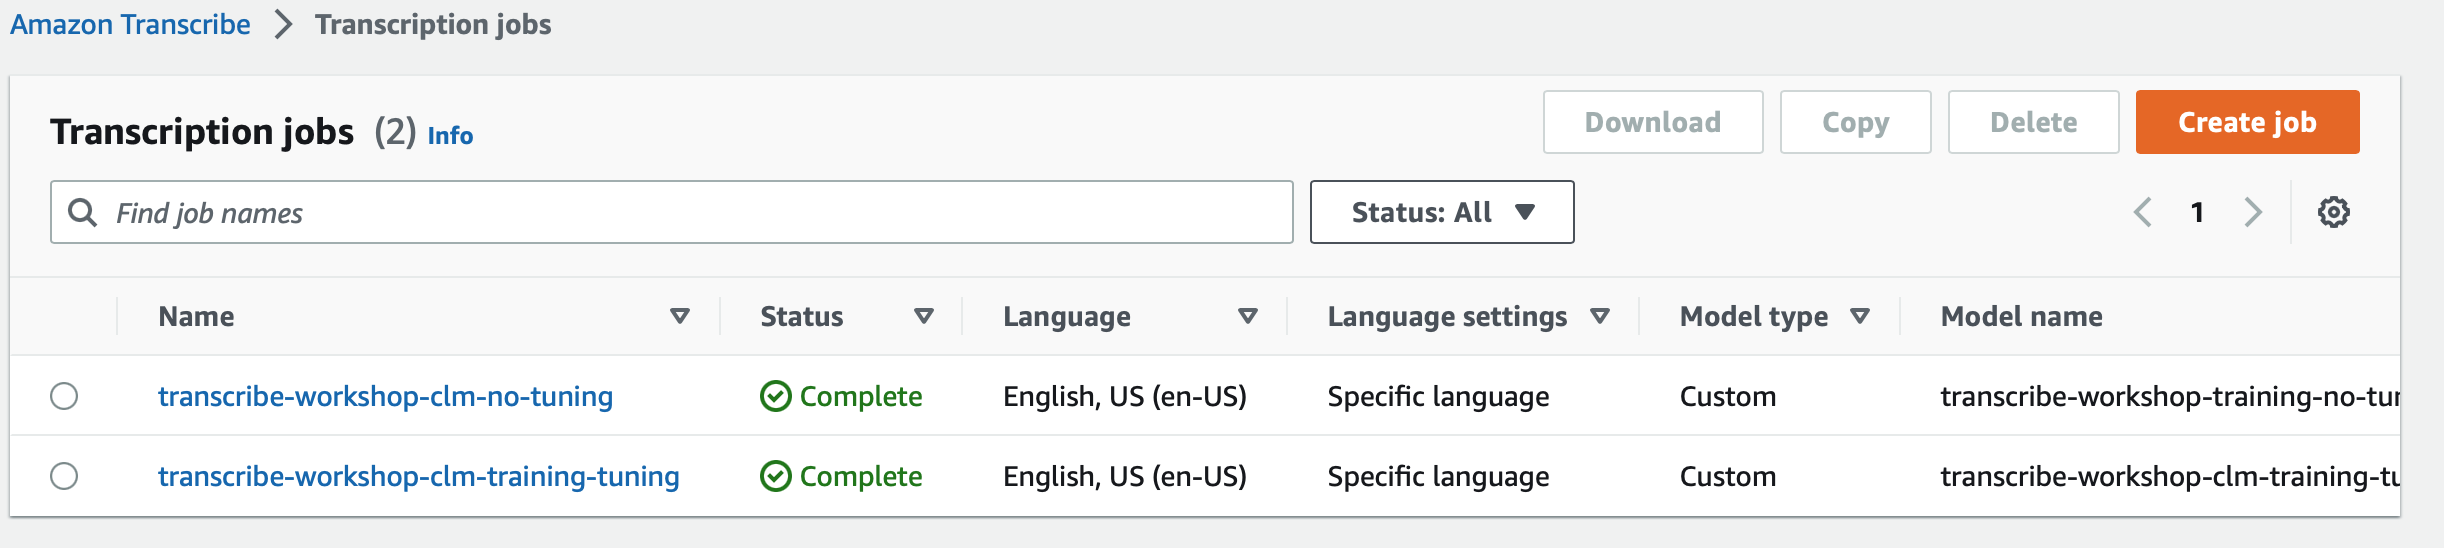 Amazon Transcribe > Transcription jobs
Transcription jobs (2) Info
Download Copy Delete Create job
Find job names Status: All 1
Name Status Language Language settings Model type Model name
transcribe-workshop-clm-no-tuning Complete English, US (en-US) Specific language Custom transcribe-workshop-training-no-tun
transcribe-workshop-clm-training-tuning Complete English, US (en-US) Specific language Custom transcribe-workshop-clm-training-tu